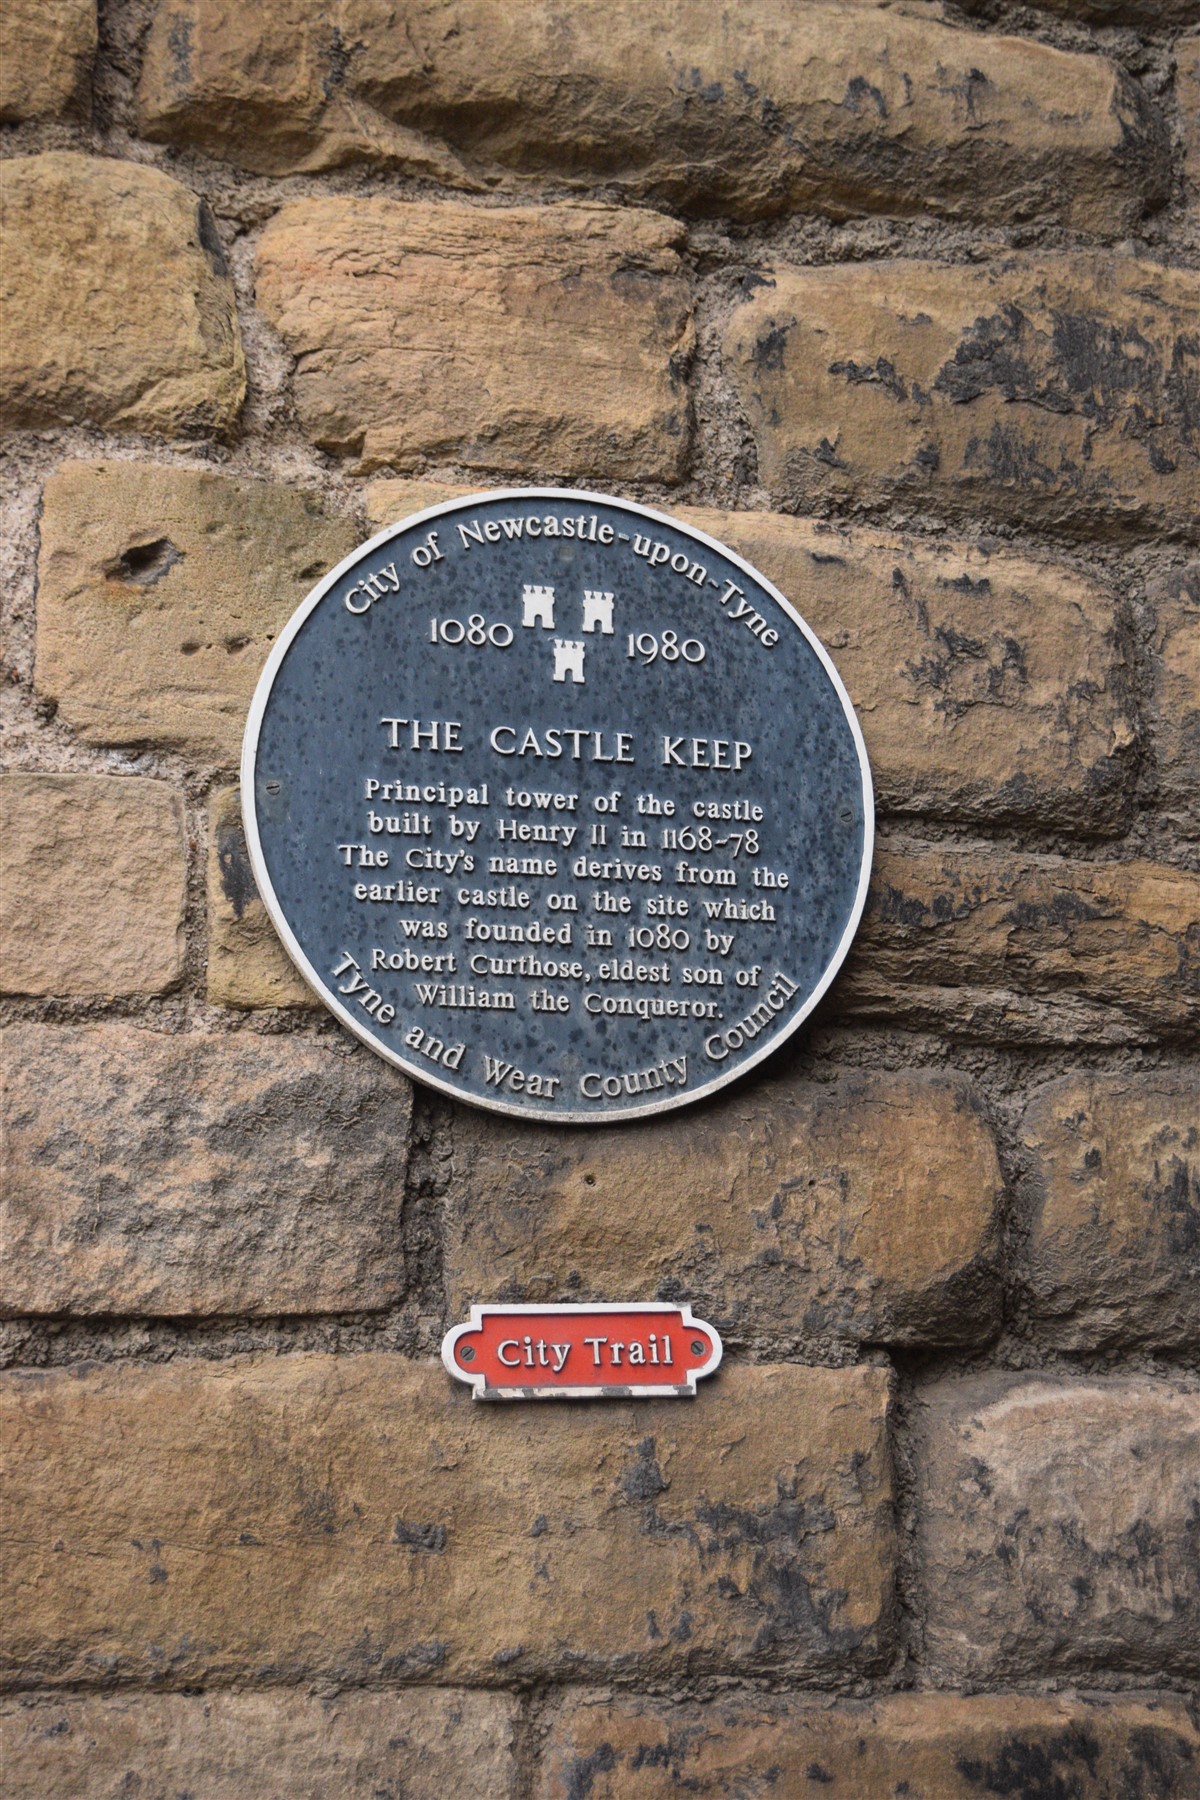 City of Newcastle-upon-Tyne
1080 1980
THE CASTLE KEEP
Principal tower of the castle
built by Henry II in 1168-78
The City's name derives from the
earlier castle on the site which
was founded in 1080 by
Robert Curthose, eldest son of
William the Conqueror.
Tyne and Wear County Council
City Trail